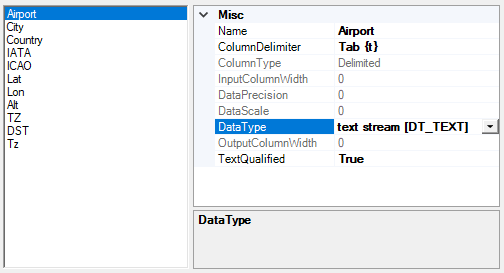 Airport
City
Country
IATA
ICAO
Lat
Lon
Alt
TZ
DST
Tz
Misc
Name Airport
ColumnDelimiter Tab {t}
ColumnType Delimited
InputColumnWidth 0
DataPrecision 0
DataScale 0
DataType text stream [DT_TEXT]
OutputColumnWidth 0
TextQualified True
DataType